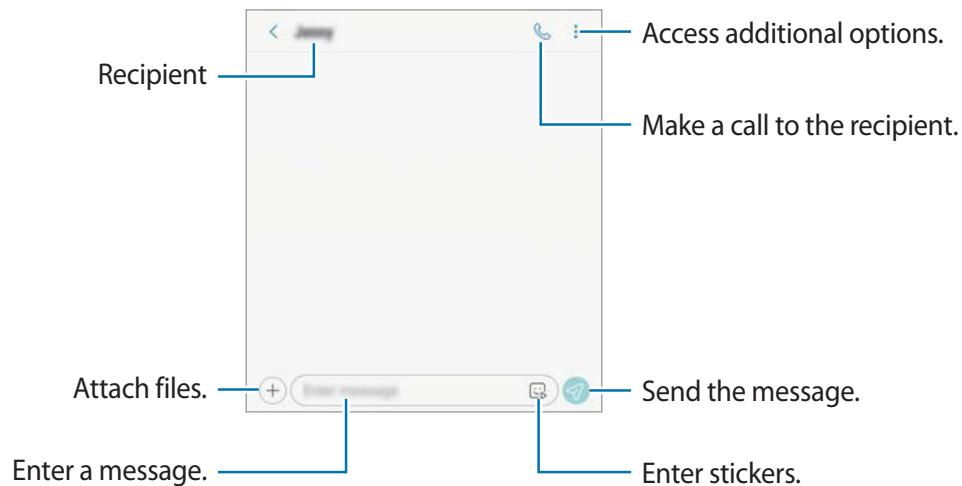 Jenny
Access additional options.
Recipient
Make a call to the recipient.
Attach files.
Enter message
Send the message.
Enter a message.
Enter stickers.